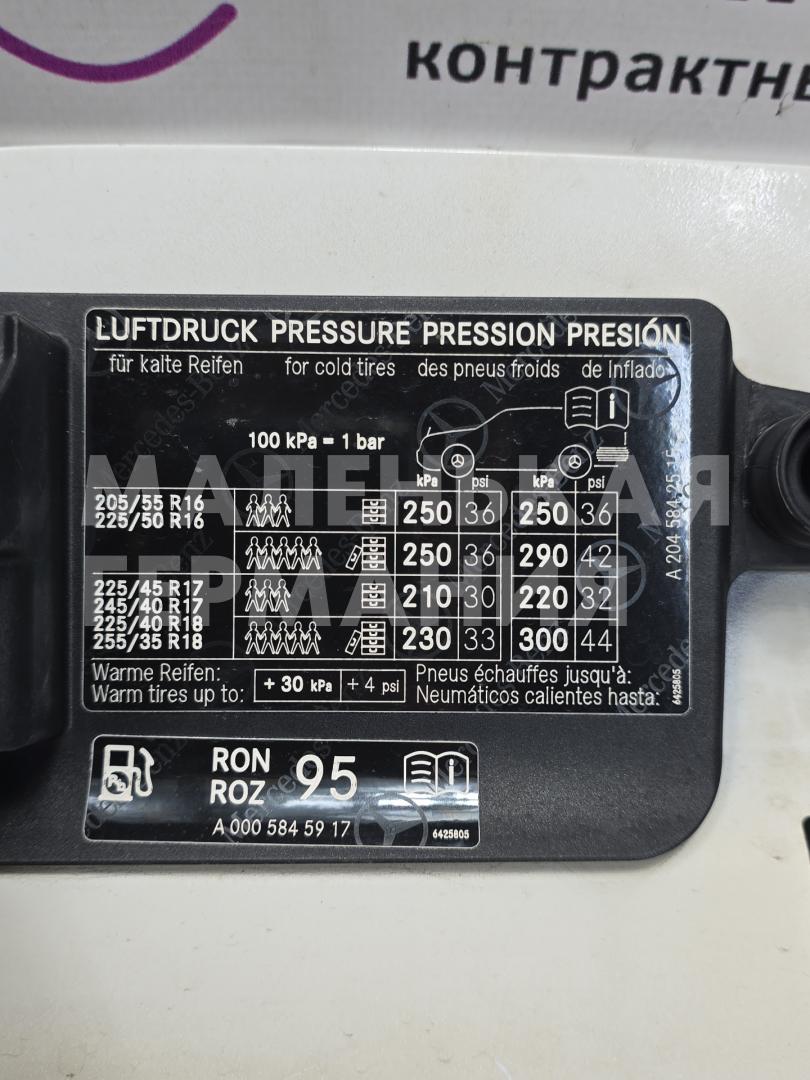 контрактны
LUFTDRUCK PRESSURE PRESSION PRESIÓN
für kalte Reifen for cold tires des pneus froids de inflado
100 kPa = 1 bar
kPa psi kPa psi
205/55 R16
225/50 R16
250 36 250 36
250 36 290 42
225/45 R17
245/40 R17
225/40 R18
255/35 R18
210 30 220 32
230 33 300 44
Warme Reifen: Pneus échauffes jusqu'à:
Warm tires up to: + 30 kPa + 4 psi Neumáticos calientes hasta:
6425805
A 204 584 25 15
МАЛЕНЬКАЯ
ГЕРМАНИЯ
RON
ROZ 95
A 000 584 59 17
6425805
Mercedes-Benz